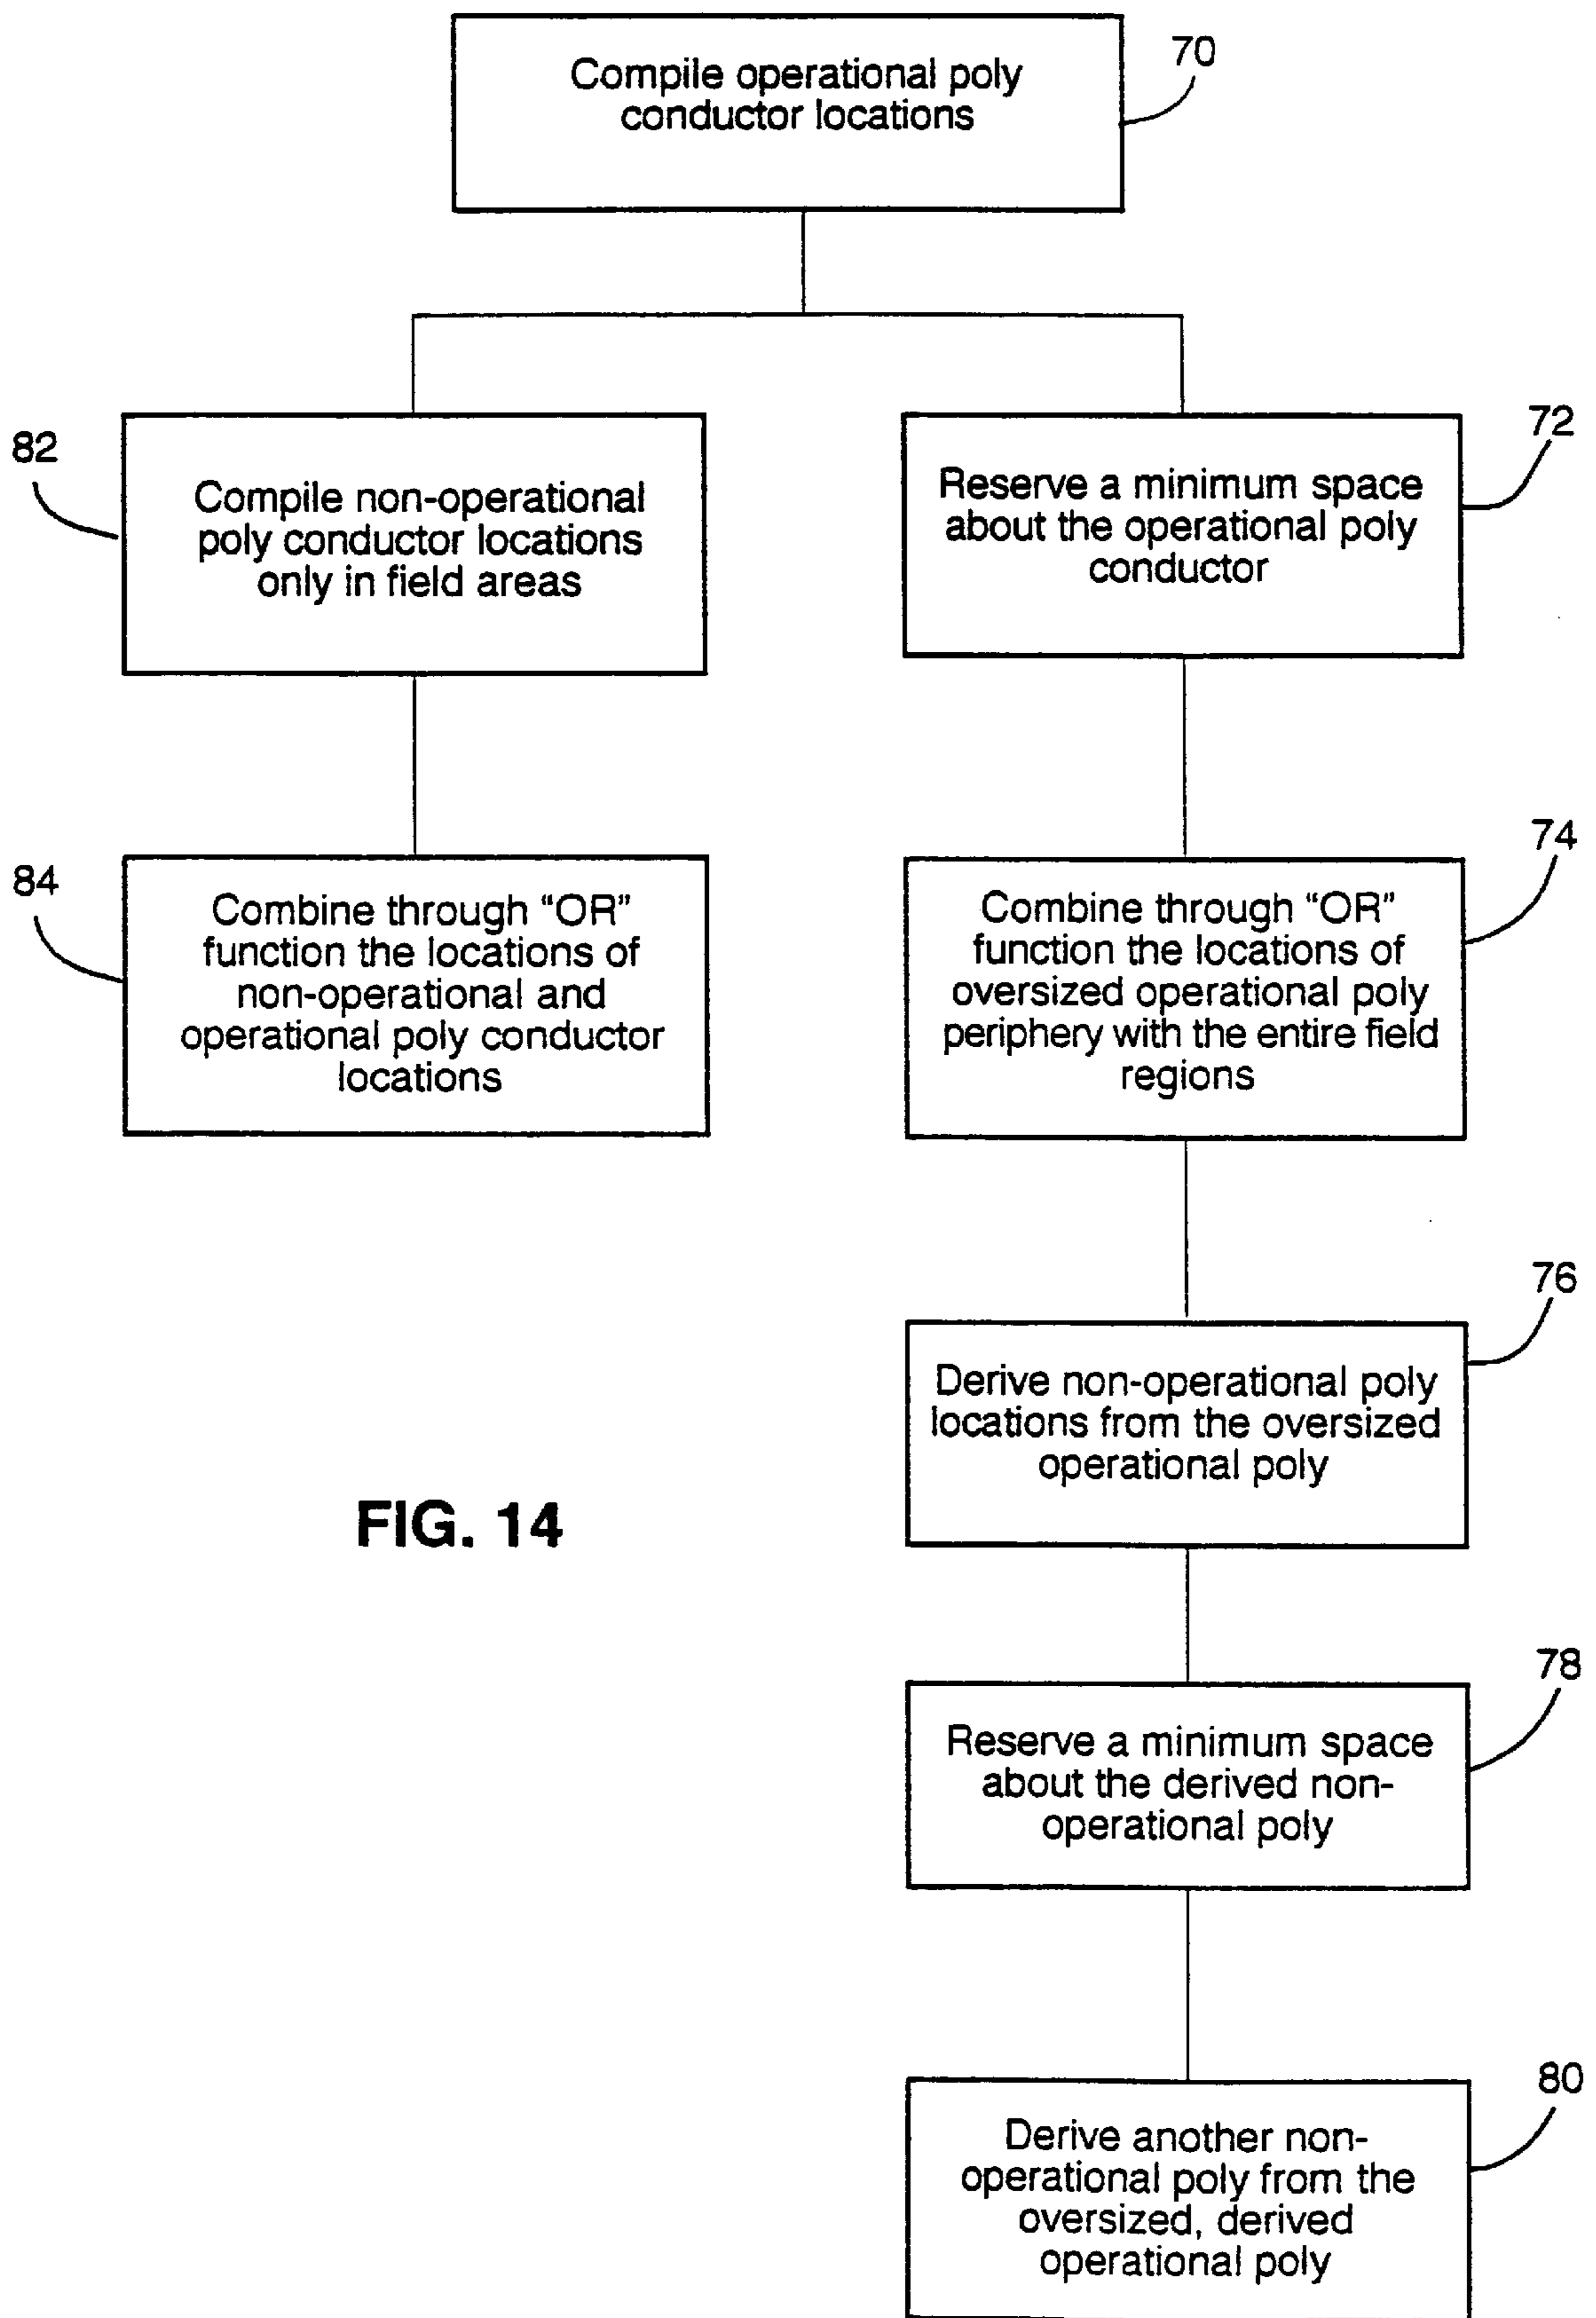 70
Compile operational poly
conductor locations
82
Compile non-operational
poly conductor locations
only in field areas
72
Reserve a minimum space
about the operational poly
conductor
84
Combine through “OR”
function the locations of
non-operational and
operational poly conductor
locations
74
Combine through “OR”
function the locations of
oversized operational poly
periphery with the entire field
regions
76
Derive non-operational poly
locations from the oversized
operational poly
FIG. 14
78
Reserve a minimum space
about the derived non-
operational poly
80
Derive another non-
operational poly from the
oversized, derived
operational poly